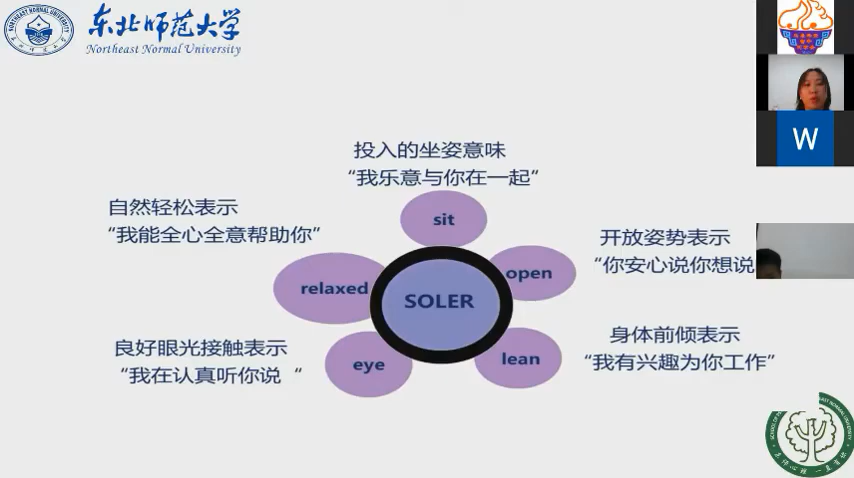 东北师范大学
Northeast Normal University
投入的坐姿意味
“我乐意与你在一起”
自然轻松表示
“我能全心全意帮助你”
sit
开放姿势表示
“你安心说你想说
open
relaxed
SOLER
身体前倾表示
“我有兴趣为你工作”
良好眼光接触表示
“我在认真听你说“
eye
lean
W